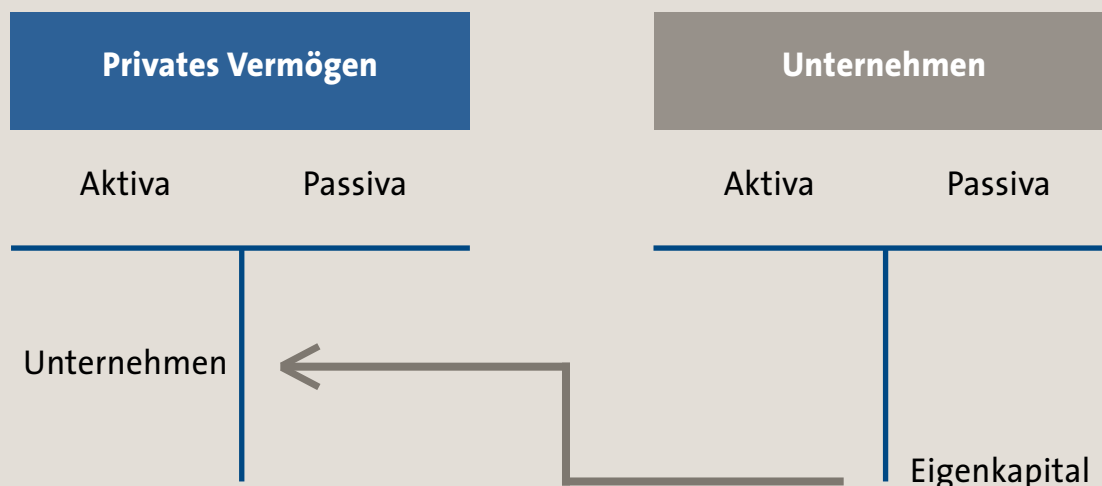 Privates Vermögen
Unternehmen
Aktiva
Passiva
Aktiva
Passiva
Unternehmen
Eigenkapital